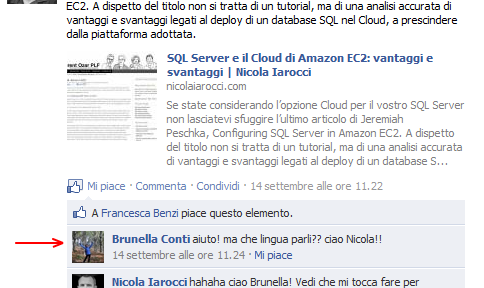 EC2. A dispetto del titolo non si tratta di un tutorial, ma di una analisi accurata di
vantaggi e svantaggi legati al deploy di un database SQL nel Cloud, a prescindere
dalla piattaforma adottata.
SQL Server e il Cloud di Amazon EC2: vantaggi e
svantaggi | Nicola Iarocci
nicolaiarocci.com
Se state considerando l'opzione Cloud per il vostro SQL Server
non lasciatevi sfuggire l'ultimo articolo di Jeremiah
Peschka, Configuring SQL Server in Amazon EC2. A dispetto
del titolo non si tratta di un tutorial, ma di una analisi accurata
di vantaggi e svantaggi legati al deploy di un database S...
Mi piace · Commenta · Condividi · 14 settembre alle ore 11.22
A Francesca Benzi piace questo elemento.
Brunella Conti aiuto! ma che lingua parli?? ciao Nicola!!
14 settembre alle ore 11.24 · Mi piace
Nicola Iarocci hahaha ciao Brunella! Vedi che mi tocca fare per